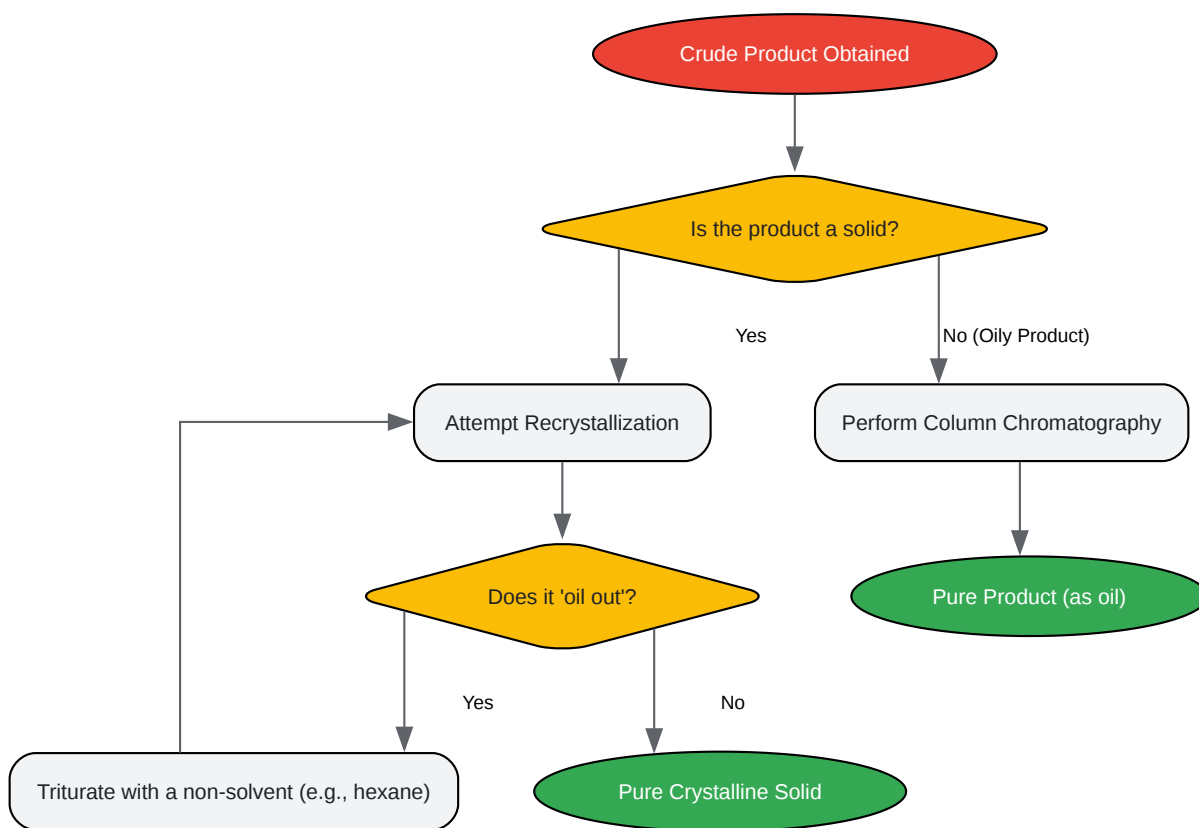 Crude Product Obtained
Is the product a solid?
Yes
No (Oily Product)
Attempt Recrystallization
Perform Column Chromatography
Does it 'oil out'?
Pure Product (as oil)
Yes
No
Triturate with a non-solvent (e.g., hexane)
Pure Crystalline Solid